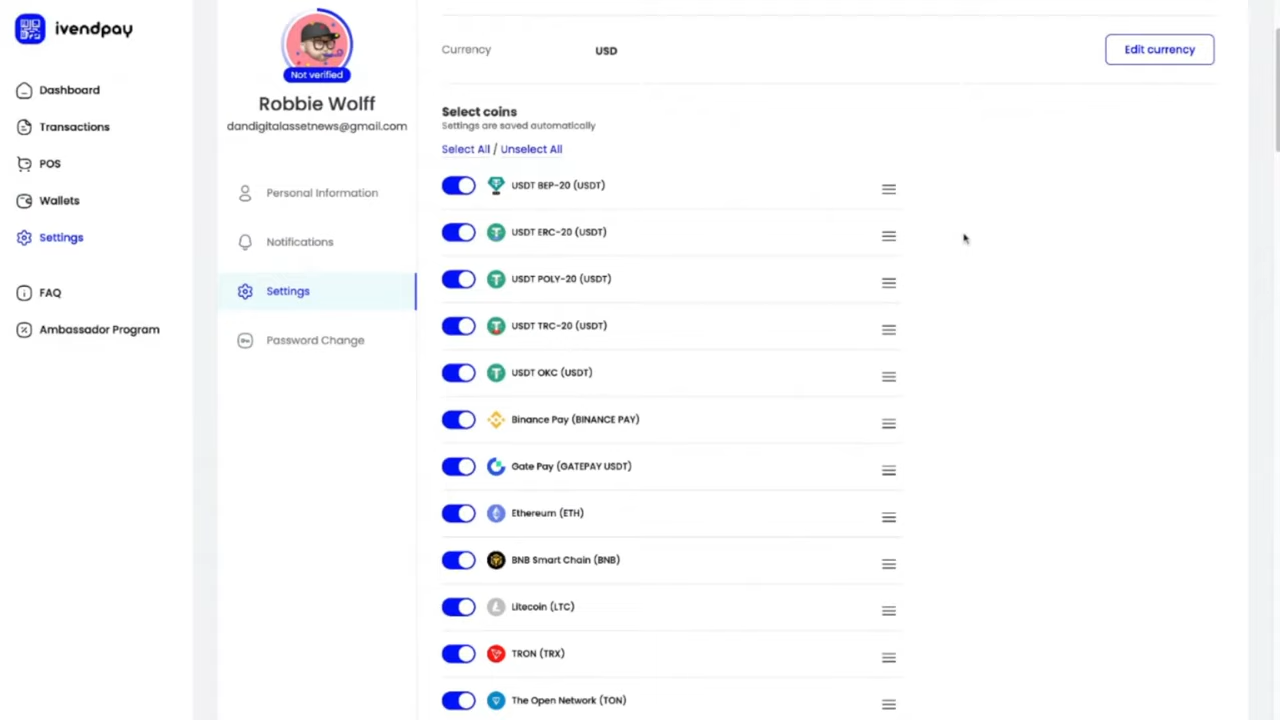 ivendpay
Dashboard
Transactions
POS
Wallets
Settings
FAQ
Ambassador Program
Not verified
Robbie Wolff
dandigitalassetnews@gmail.com
Personal Information
Notifications
Settings
Password Change
Currency USD Edit currency
Select coins
Settings are saved automatically
Select All / Unselect All
USDT BEP-20 (USDT)
USDT ERC-20 (USDT)
USDT POLY-20 (USDT)
USDT TRC-20 (USDT)
USDT OKC (USDT)
Binance Pay (BINANCE PAY)
Gate Pay (GATEPAY USDT)
Ethereum (ETH)
BNB Smart Chain (BNB)
Litecoin (LTC)
TRON (TRX)
The Open Network (TON)